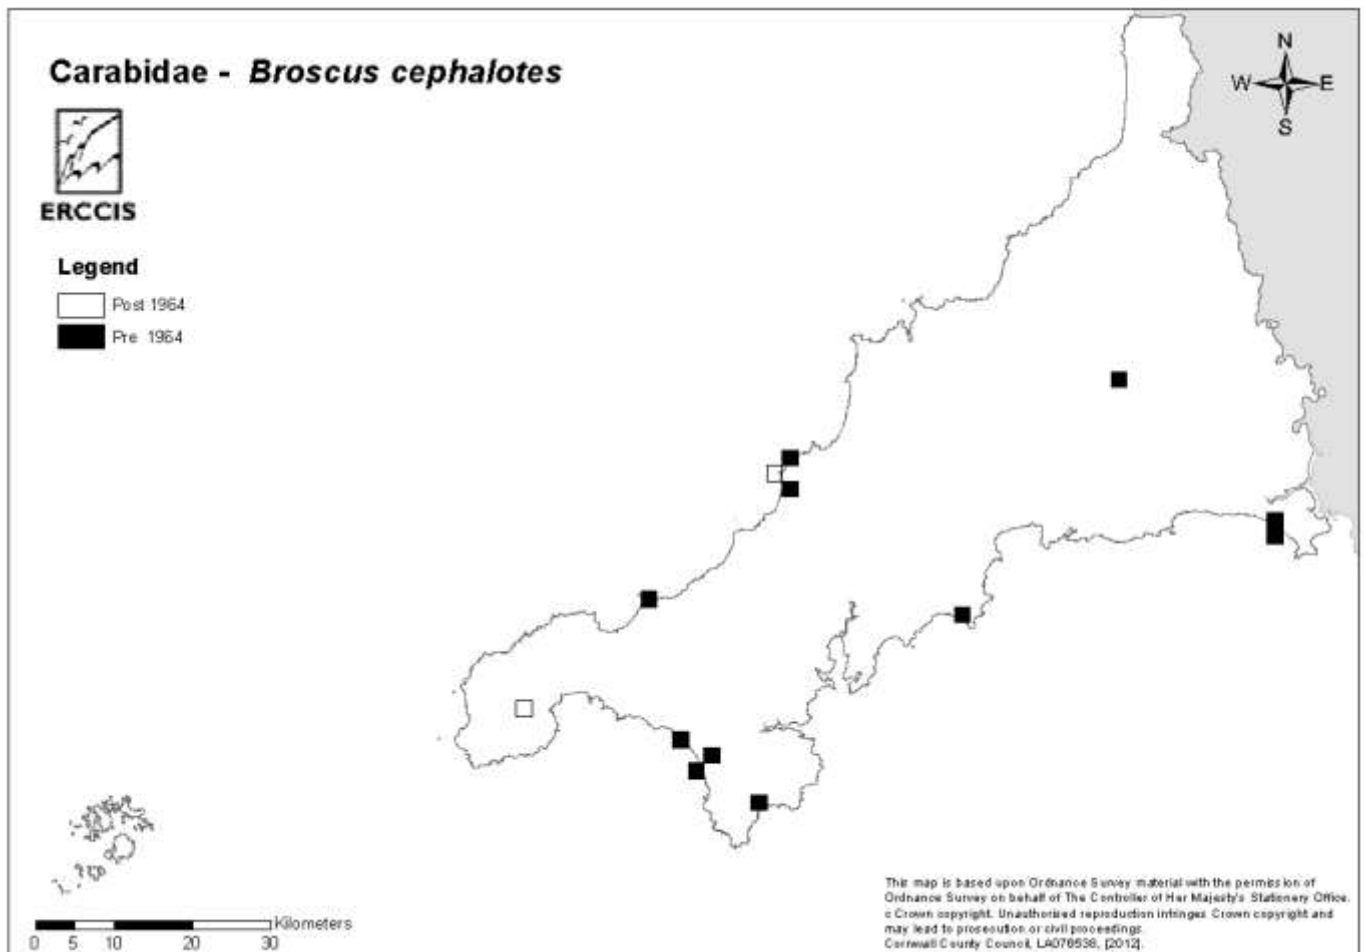 Carabidae - Broscus cephalotes
N
W E
S
ERCCIS
Legend
Post 1964
Pre 1964
This map is based upon Ordnance Survey material with the permission of
Ordnance Survey on behalf of The Controller of Her Majesty's Stationery Office.
c Crown copyright. Unauthorised reproduction infringes Crown copyright and
may lead to prosecution or civil proceedings.
Cornwall County Council, LA076538, [2012].
Kilometers
0 5 10 20 30